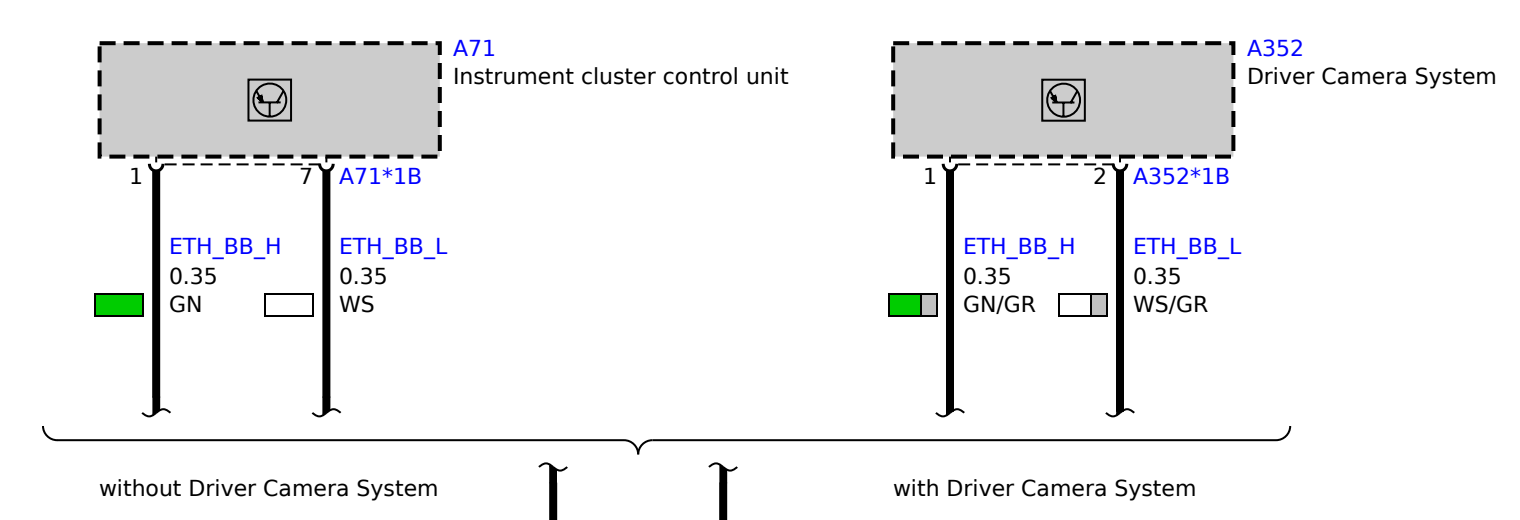 A71
Instrument cluster control unit
1
7
A71*1B
ETH_BB_H
0.35
GN
ETH_BB_L
0.35
WS
without Driver Camera System
A352
Driver Camera System
1
2
A352*1B
ETH_BB_H
0.35
GN/GR
ETH_BB_L
0.35
WS/GR
with Driver Camera System